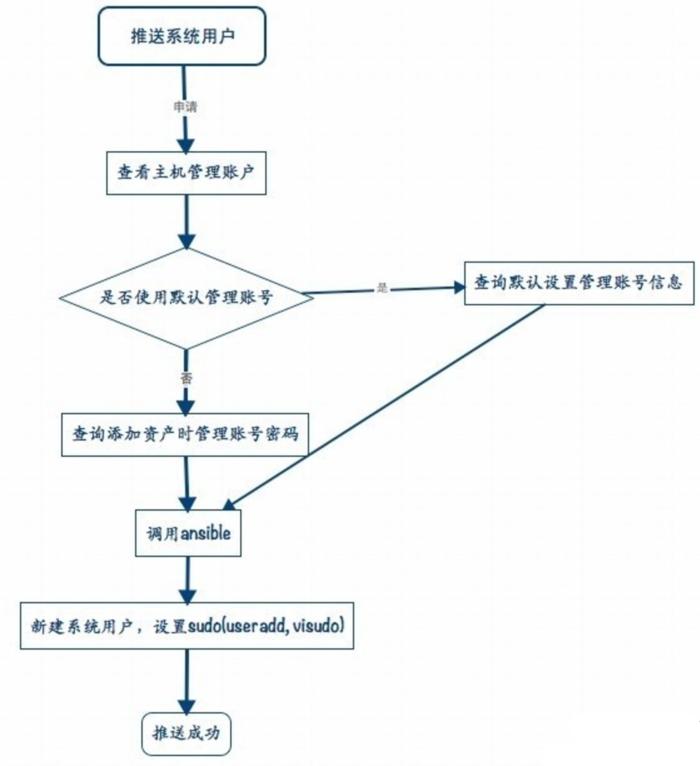 推送系统用户
申请
查看主机管理账户
是否使用默认管理账号
是
查询默认设置管理账号信息
否
查询添加资产时管理账号密码
调用ansible
新建系统用户，设置sudo(useradd, visudo)
推送成功